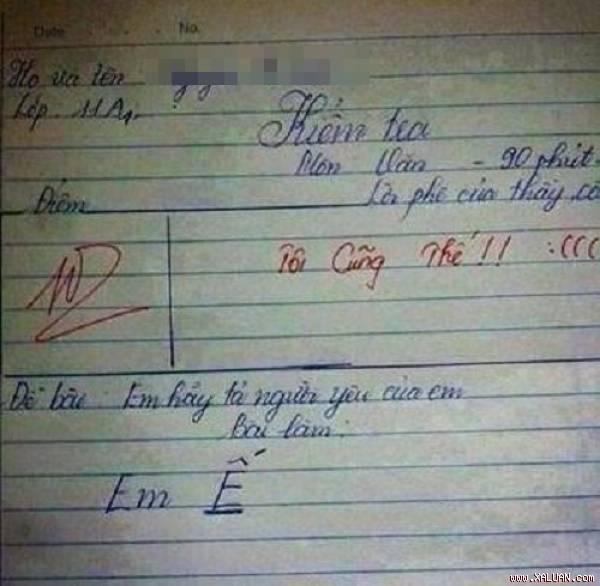 Date No.
Họ và tên
Lớp: 11A1.
Kiểm tra
Môn Văn - 90 phút.
Điểm Lời phê của thầy, cô
10 Tôi Cũng Thế!! :(((
Đề bài: Em hãy tả người yêu của em
Bài làm:
Em Ế
www.XALUAN.com